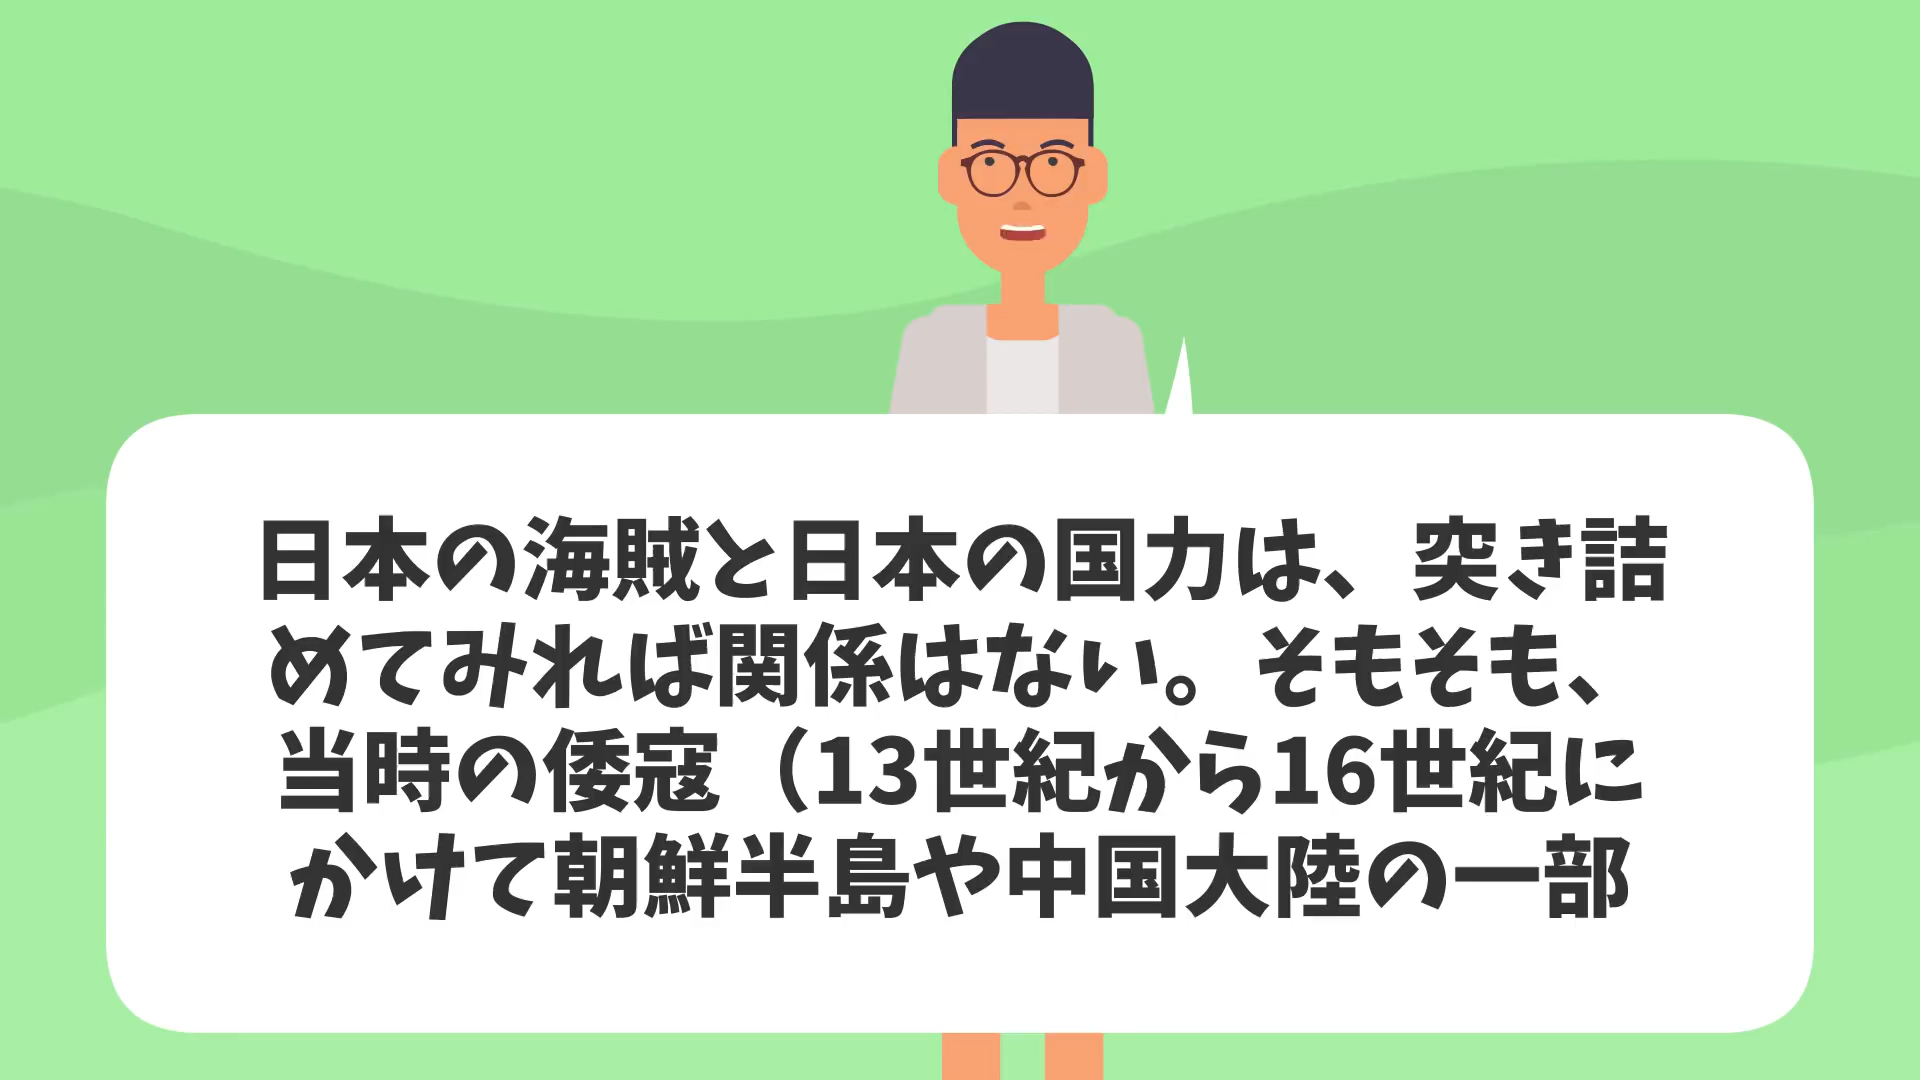 日本の海賊と日本の国力は、突き詰
めてみれば関係はない。そもそも、
当時の倭寇（13世紀から16世紀に
かけて朝鮮半島や中国大陸の一部